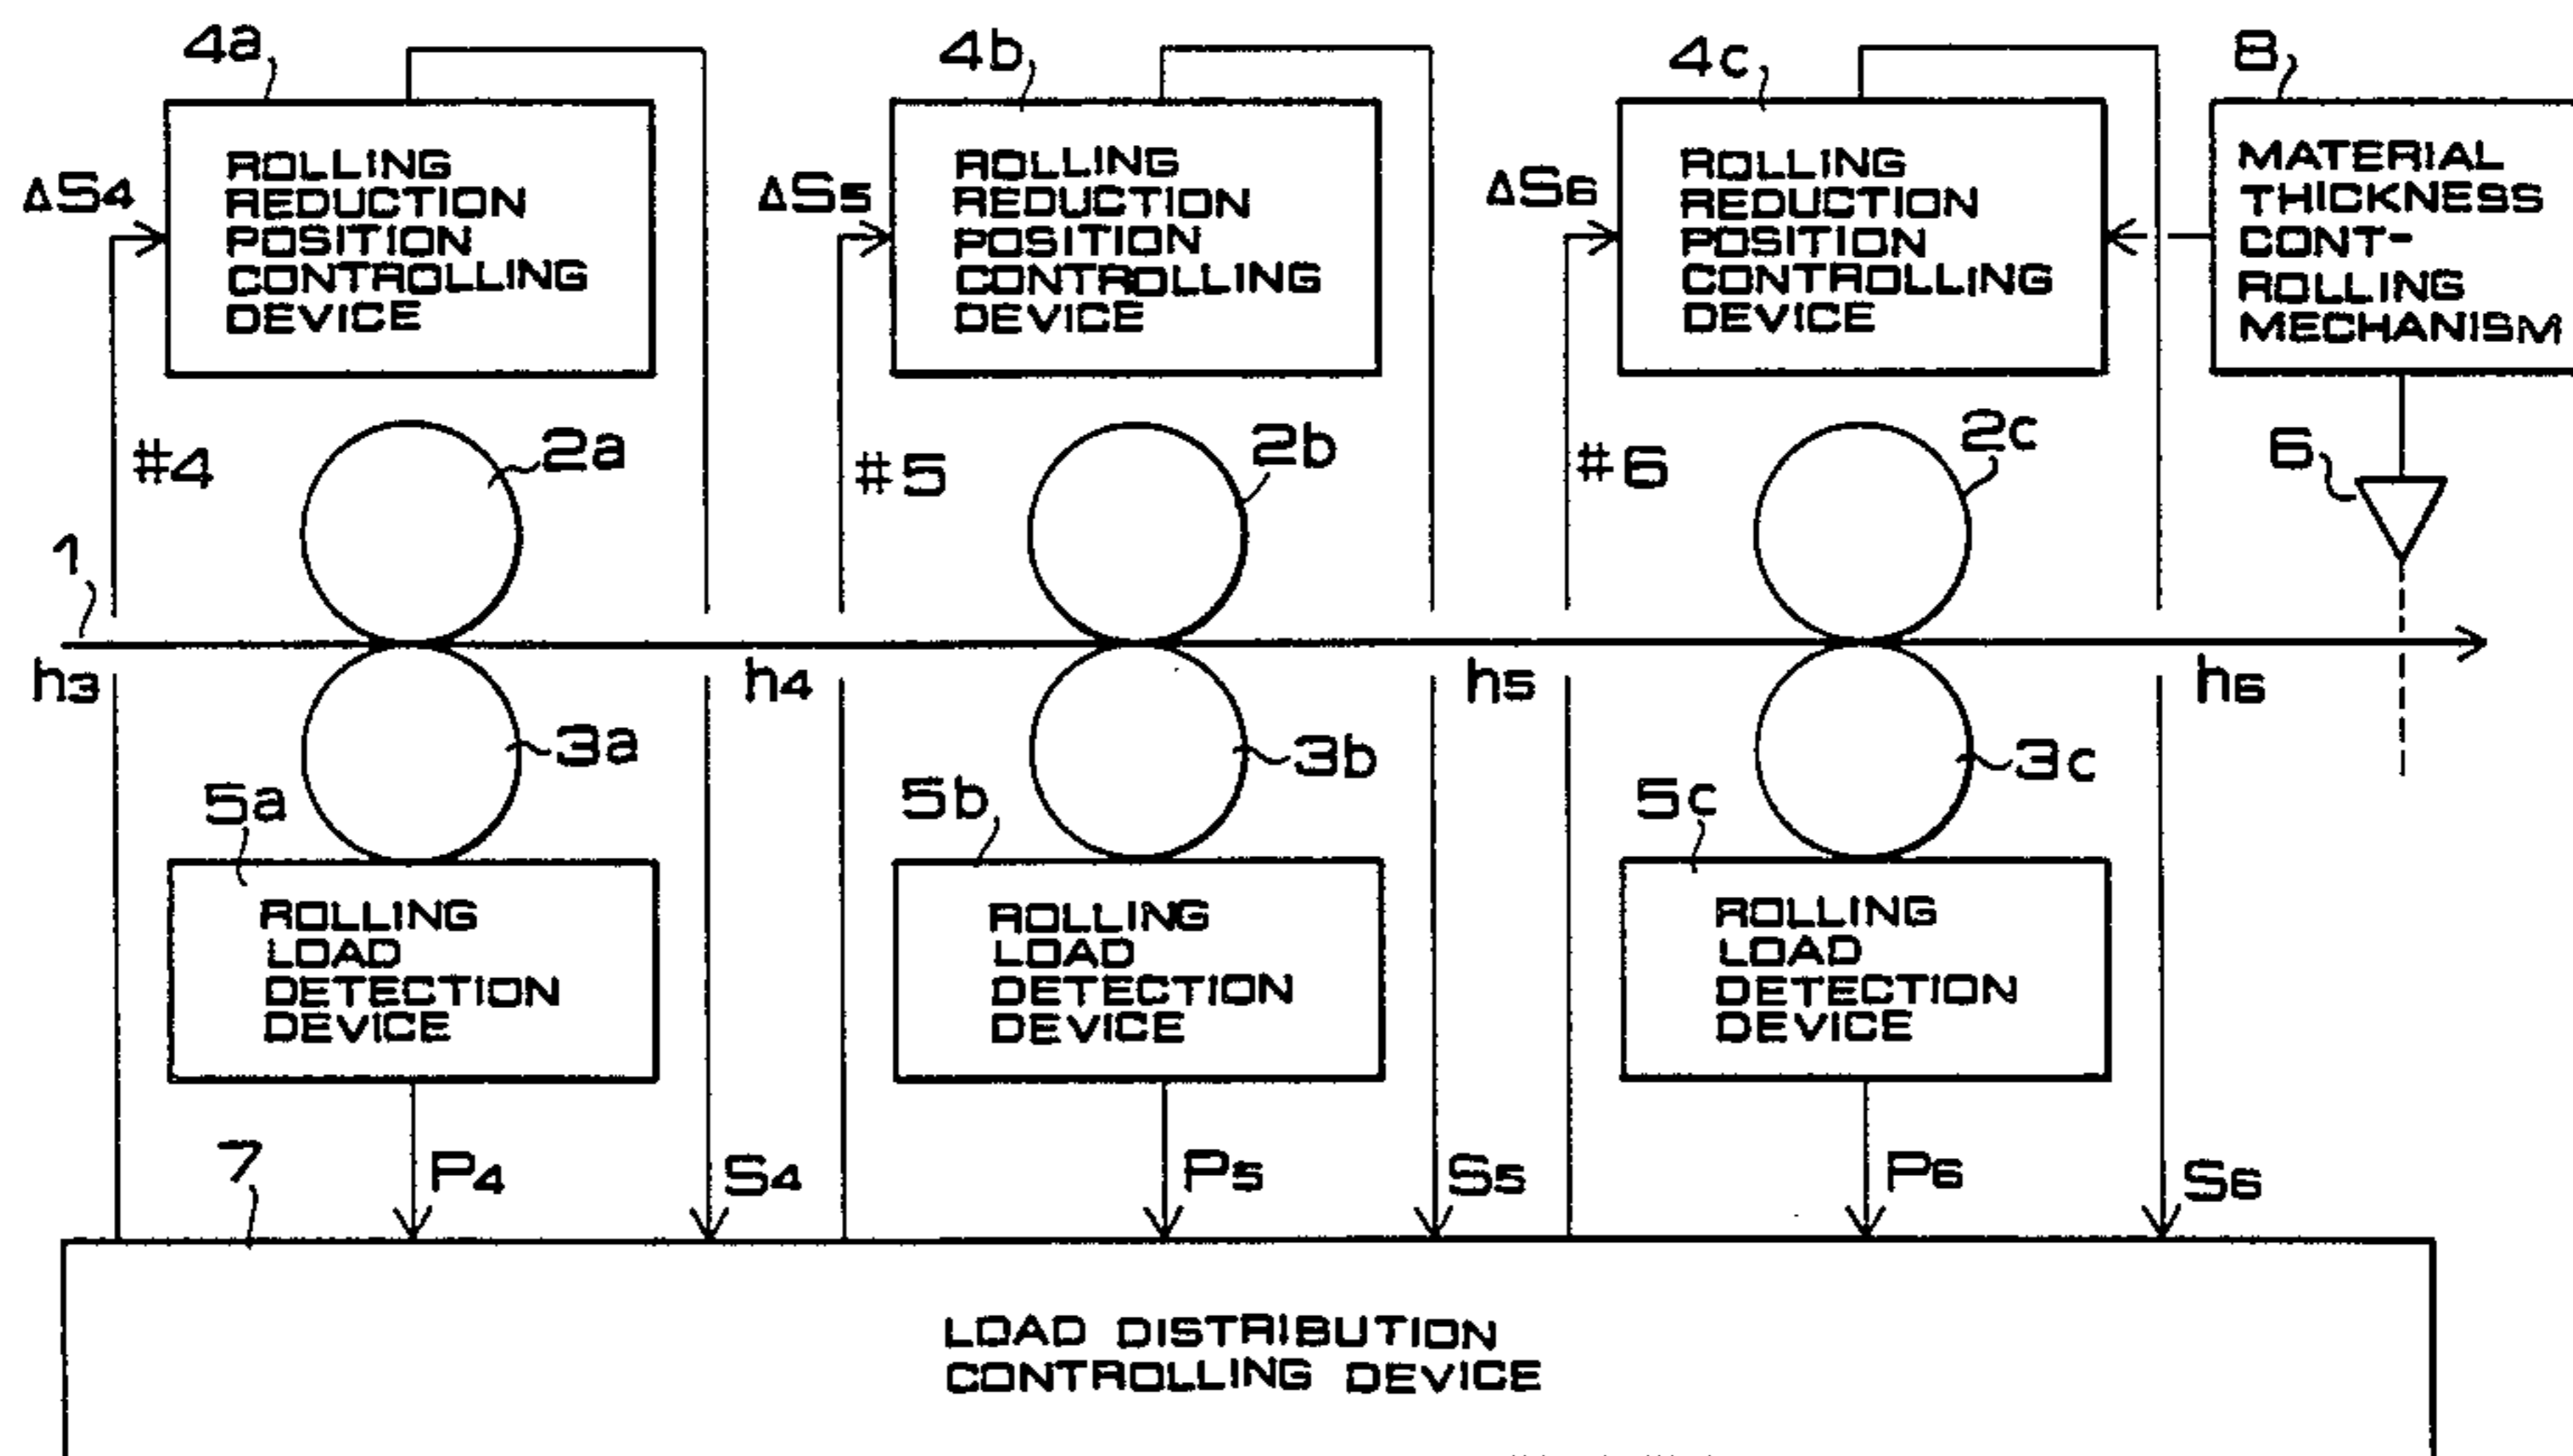 4a
4b
4c
8
ROLLING
REDUCTION
POSITION
CONTROLLING
DEVICE
ROLLING
REDUCTION
POSITION
CONTROLLING
DEVICE
ROLLING
REDUCTION
POSITION
CONTROLLING
DEVICE
MATERIAL
THICKNESS
CONT-
ROLLING
MECHANISM
ΔS4
ΔS5
ΔS6
#4
2a
#5
2b
#6
2c
6
1
h3
h4
h5
h6
3a
3b
3c
5a
5b
5c
ROLLING
LOAD
DETECTION
DEVICE
ROLLING
LOAD
DETECTION
DEVICE
ROLLING
LOAD
DETECTION
DEVICE
7
P4
S4
P5
S5
P6
S6
LOAD DISTRIBUTION
CONTROLLING DEVICE